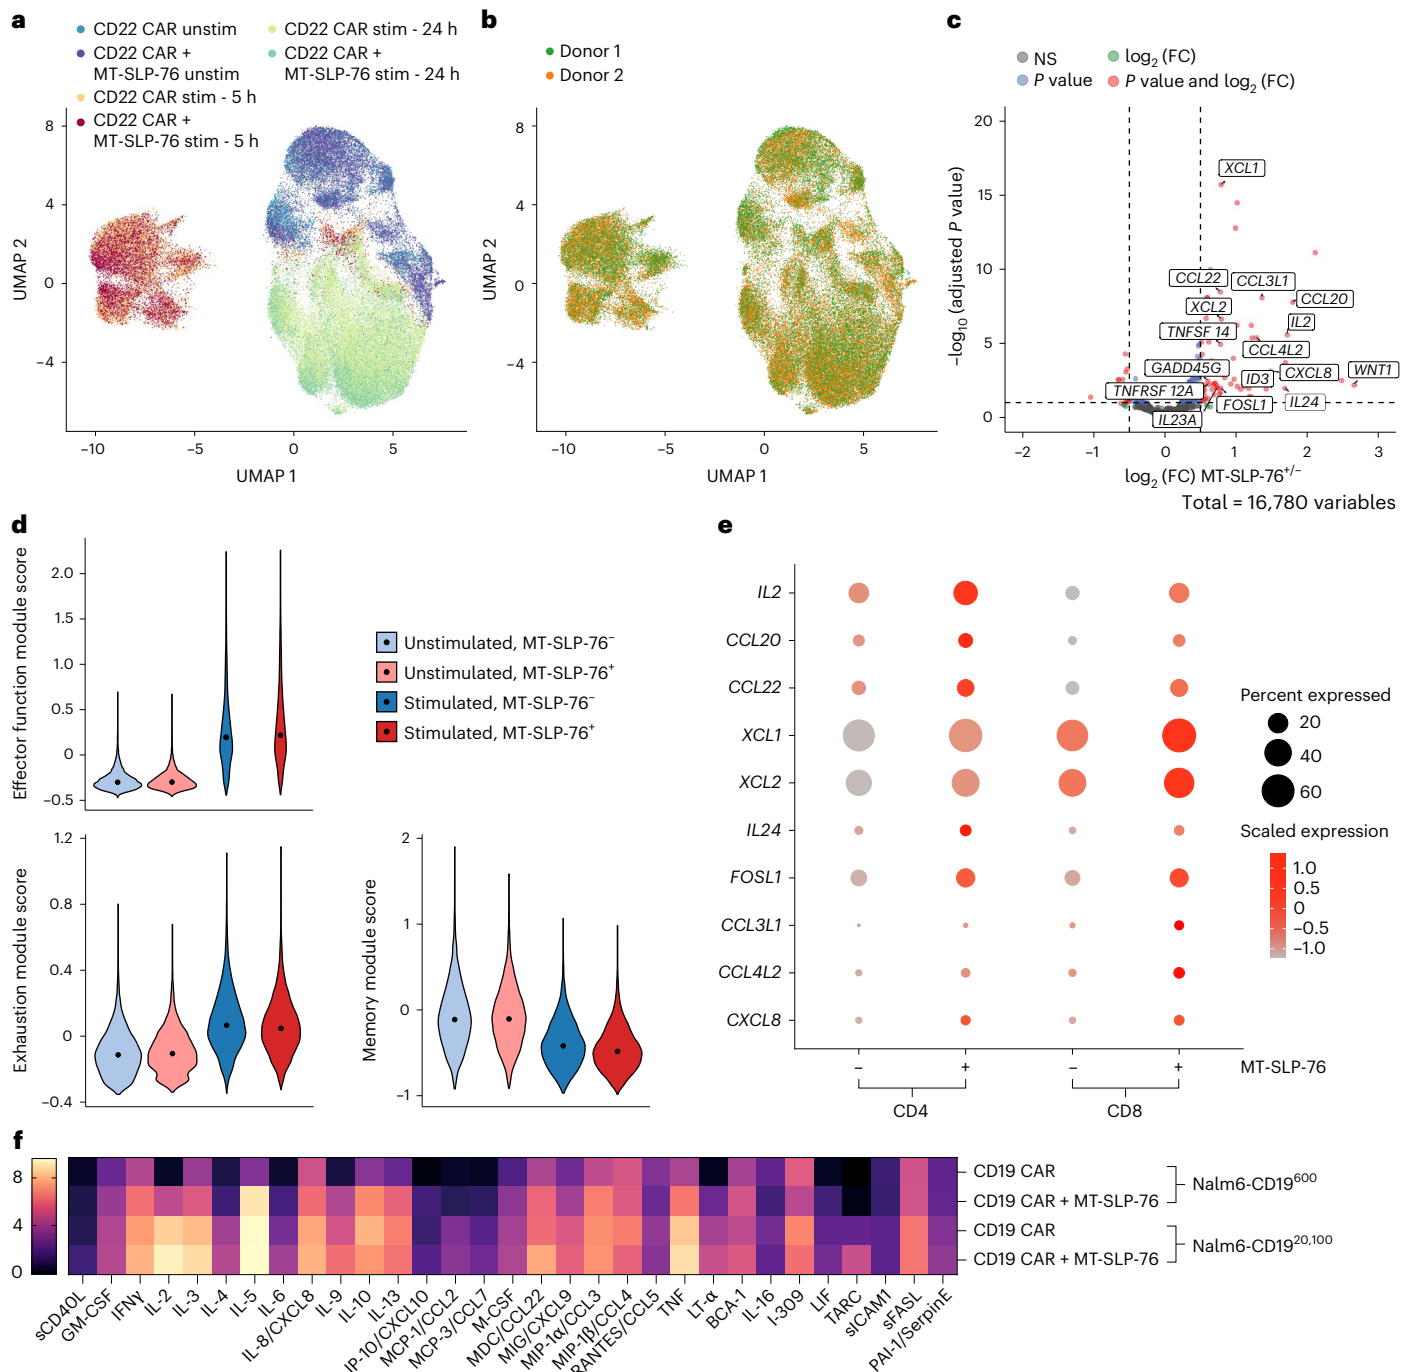 a
CD22 CAR unstim
CD22 CAR +
MT-SLP-76 unstim
CD22 CAR stim - 5 h
CD22 CAR +
MT-SLP-76 stim - 5 h
CD22 CAR stim - 24 h
CD22 CAR +
MT-SLP-76 stim - 24 h
8
4
0
−4
UMAP 2
−10
−5
0
5
UMAP 1
b
Donor 1
Donor 2
8
4
0
−4
UMAP 2
−10
−5
0
5
UMAP 1
c
NS
log2 (FC)
P value
P value and log2 (FC)
20
15
10
5
0
−log10 (adjusted P value)
XCL1
CCL22
CCL3L1
XCL2
CCL20
TNFSF 14
IL2
CCL4L2
GADD45G
ID3
CXCL8
WNT1
TNFRSF 12A
FOSL1
IL24
IL23A
−2
−1
0
1
2
3
log2 (FC) MT-SLP-76+/−
Total = 16,780 variables
d
2.0
1.5
1.0
0.5
0
−0.5
Effector function module score
Unstimulated, MT-SLP-76−
Unstimulated, MT-SLP-76+
Stimulated, MT-SLP-76−
Stimulated, MT-SLP-76+
1.2
0.8
0.4
0
−0.4
Exhaustion module score
2
1
0
−1
Memory module score
e
IL2
CCL20
CCL22
XCL1
XCL2
IL24
FOSL1
CCL3L1
CCL4L2
CXCL8
− + − + MT-SLP-76
CD4 CD8
Percent expressed
20
40
60
Scaled expression
1.0
0.5
0
−0.5
−1.0
f
8
4
0
CD19 CAR
CD19 CAR + MT-SLP-76
Nalm6-CD19600
CD19 CAR
CD19 CAR + MT-SLP-76
Nalm6-CD1920,100
sCD40L
GM-CSF
IFNγ
IL-2
IL-3
IL-4
IL-5
IL-6
IL-8/CXCL8
IL-9
IL-10
IL-13
IP-10/CXCL10
MCP-1/CCL2
MCP-3/CCL7
M-CSF
MDC/CCL22
MIG/CXCL9
MIP-1α/CCL3
MIP-1β/CCL4
RANTES/CCL5
TNF
LT-α
BCA-1
IL-16
I-309
LIF
TARC
sICAM1
sFASL
PAI-1/SerpinE